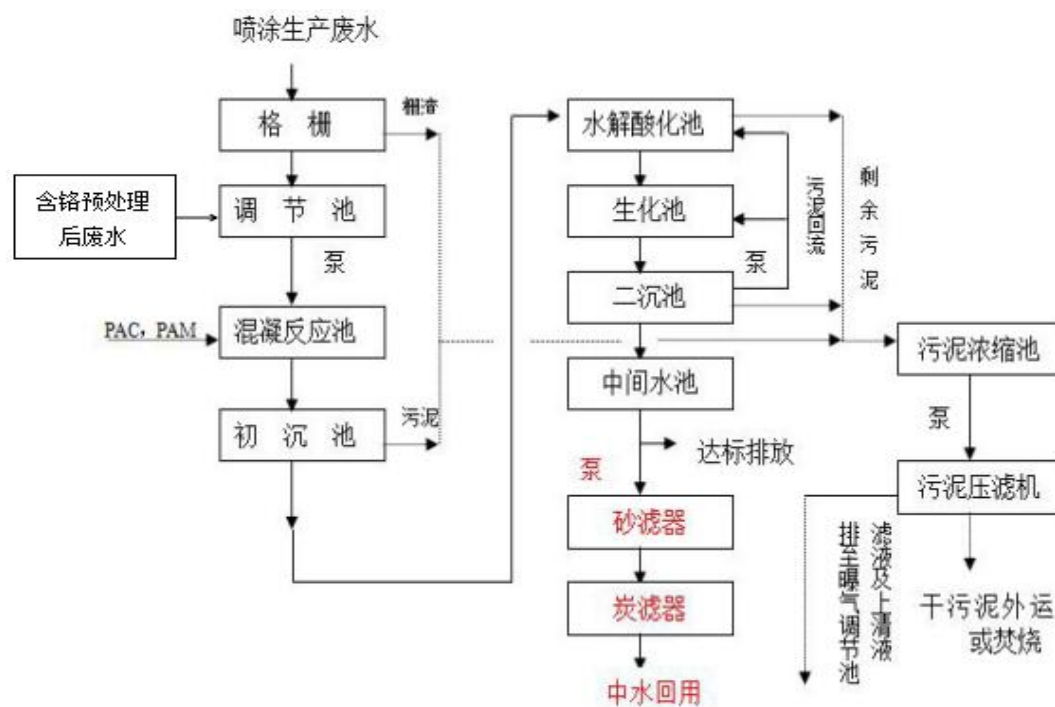 喷涂生产废水
格 栅
栅渣
含铬预处理
后废水
调 节 池
泵
PAC，PAM
混凝反应池
初 沉 池
污泥
水解酸化池
生化池
泵
污泥回流
剩余污泥
二沉池
中间水池
达标排放
泵
砂滤器
炭滤器
中水回用
污泥浓缩池
泵
污泥压滤机
滤液及上清液
排至曝气调节池
干污泥外运
或焚烧